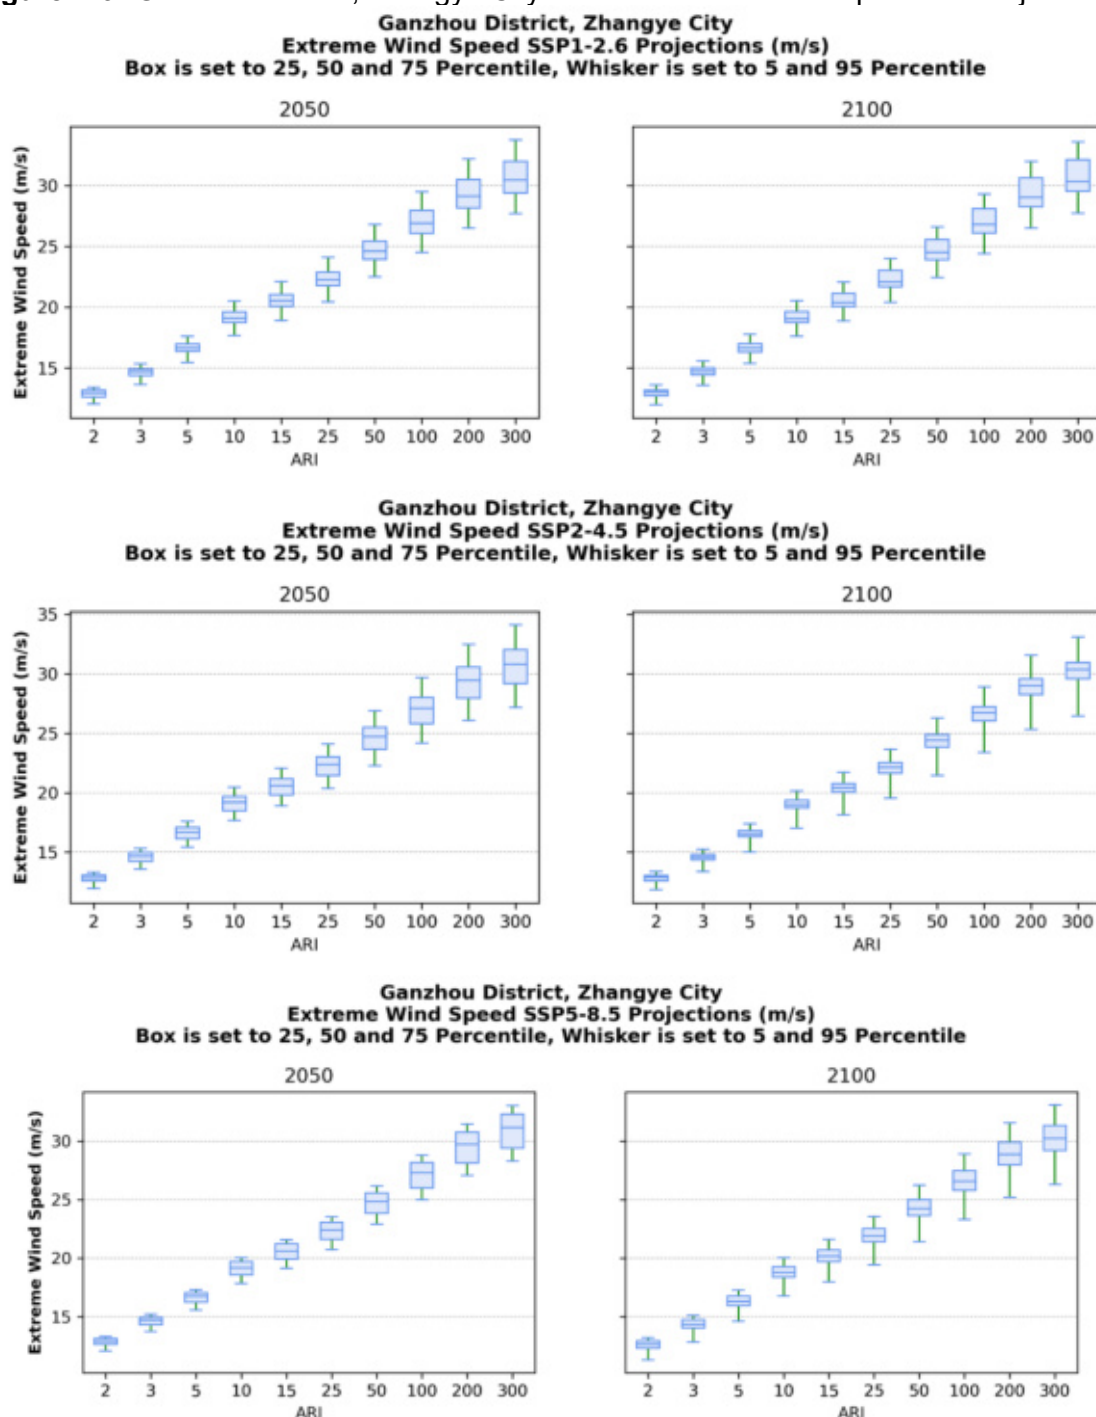 Ganzhou District, Zhangye City
Extreme Wind Speed SSP1-2.6 Projections (m/s)
Box is set to 25, 50 and 75 Percentile, Whisker is set to 5 and 95 Percentile
2050 2100
Extreme Wind Speed (m/s)
30
25
20
15
2 3 5 10 15 25 50 100 200 300 2 3 5 10 15 25 50 100 200 300
ARI ARI
Ganzhou District, Zhangye City
Extreme Wind Speed SSP2-4.5 Projections (m/s)
Box is set to 25, 50 and 75 Percentile, Whisker is set to 5 and 95 Percentile
2050 2100
Extreme Wind Speed (m/s)
35
30
25
20
15
2 3 5 10 15 25 50 100 200 300 2 3 5 10 15 25 50 100 200 300
ARI ARI
Ganzhou District, Zhangye City
Extreme Wind Speed SSP5-8.5 Projections (m/s)
Box is set to 25, 50 and 75 Percentile, Whisker is set to 5 and 95 Percentile
2050 2100
Extreme Wind Speed (m/s)
30
25
20
15
2 3 5 10 15 25 50 100 200 300 2 3 5 10 15 25 50 100 200 300
ARI ARI